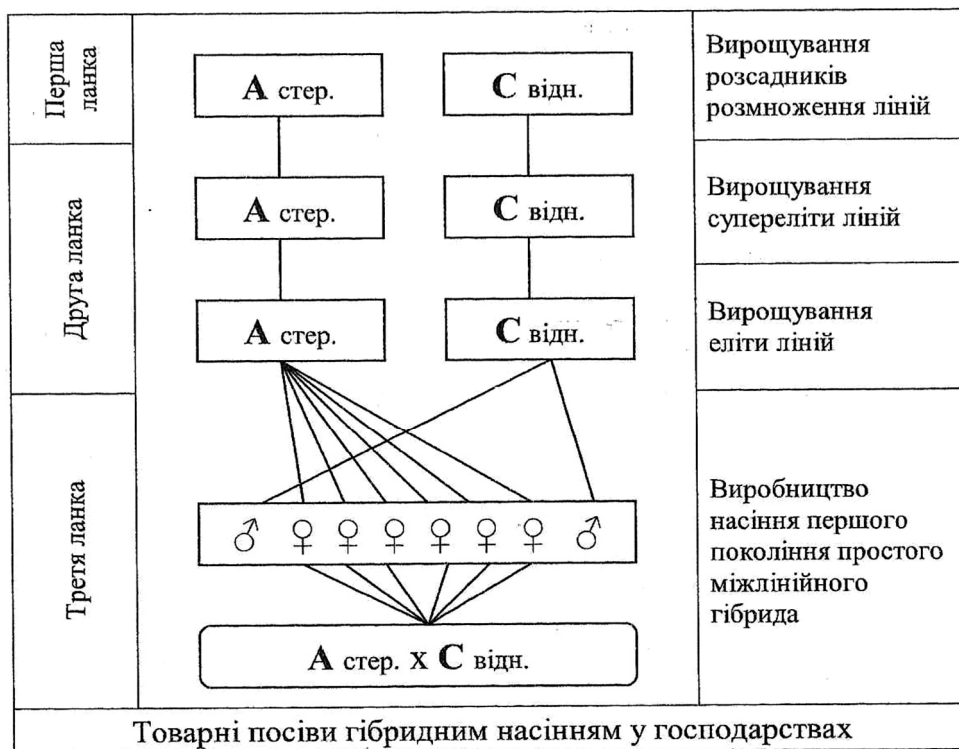 Перша
ланка
А стер.
С відн.
Вирощування
розсадників
розмноження ліній
Друга ланка
А стер.
С відн.
Вирощування
супереліти ліній
А стер.
С відн.
Вирощування
еліти ліній
Третя ланка
♂ ♀ ♀ ♀ ♀ ♀ ♀ ♂
Виробництво
насіння першого
покоління простого
міжлінійного
гібрида
А стер. х С відн.
Товарні посіви гібридним насінням у господарствах